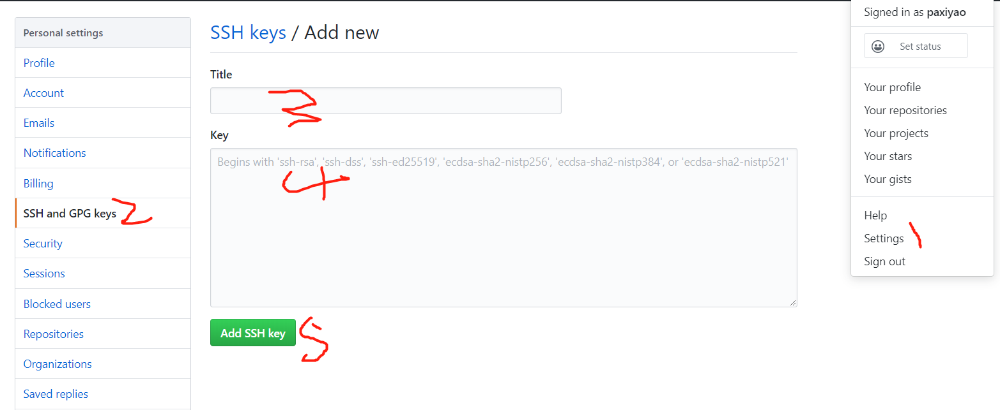 Personal settings
Profile
Account
Emails
Notifications
Billing
SSH and GPG keys 2
Security
Sessions
Blocked users
Repositories
Organizations
Saved replies
SSH keys / Add new
Title
3
Key
Begins with 'ssh-rsa', 'ssh-dss', 'ssh-ed25519', 'ecdsa-sha2-nistp256', 'ecdsa-sha2-nistp384', or 'ecdsa-sha2-nistp521'
4
Add SSH key 5
Signed in as paxiyao
Set status
Your profile
Your repositories
Your projects
Your stars
Your gists
Help
Settings 1
Sign out